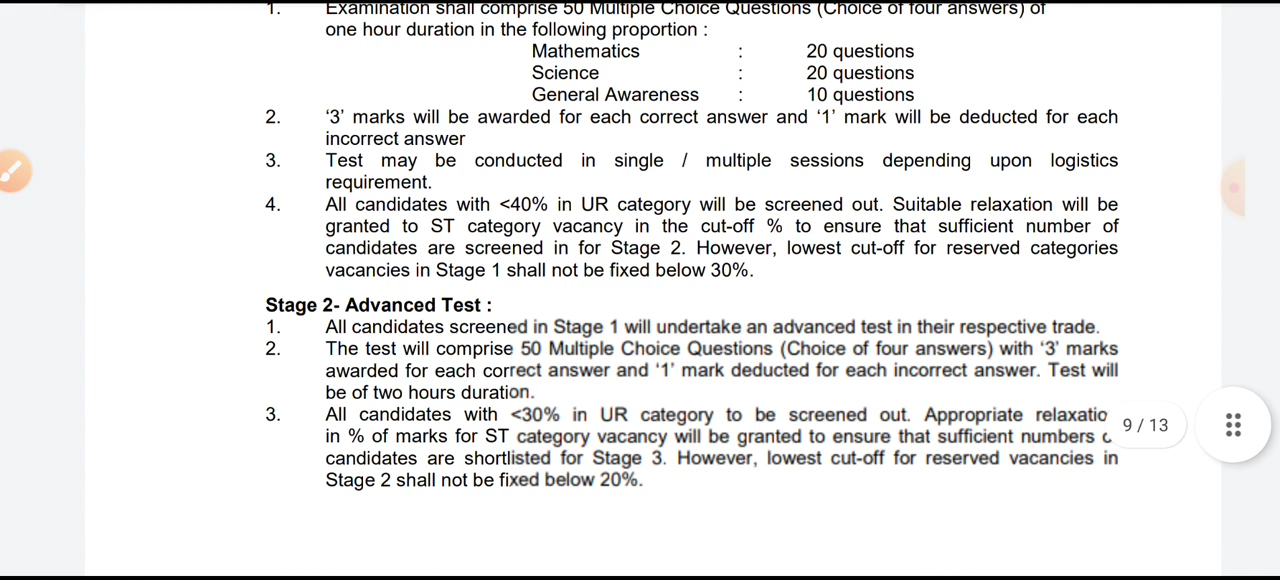 1. Examination shall comprise 50 Multiple Choice Questions (Choice of four answers) of
one hour duration in the following proportion :
Mathematics : 20 questions
Science : 20 questions
General Awareness : 10 questions
2. ‘3’ marks will be awarded for each correct answer and ‘1’ mark will be deducted for each
incorrect answer
3. Test may be conducted in single / multiple sessions depending upon logistics
requirement.
4. All candidates with <40% in UR category will be screened out. Suitable relaxation will be
granted to ST category vacancy in the cut-off % to ensure that sufficient number of
candidates are screened in for Stage 2. However, lowest cut-off for reserved categories
vacancies in Stage 1 shall not be fixed below 30%.
Stage 2- Advanced Test :
1. All candidates screened in Stage 1 will undertake an advanced test in their respective trade.
2. The test will comprise 50 Multiple Choice Questions (Choice of four answers) with ‘3’ marks
awarded for each correct answer and ‘1’ mark deducted for each incorrect answer. Test will
be of two hours duration.
3. All candidates with <30% in UR category to be screened out. Appropriate relaxatio
in % of marks for ST category vacancy will be granted to ensure that sufficient numbers
candidates are shortlisted for Stage 3. However, lowest cut-off for reserved vacancies in
Stage 2 shall not be fixed below 20%.
9 / 13